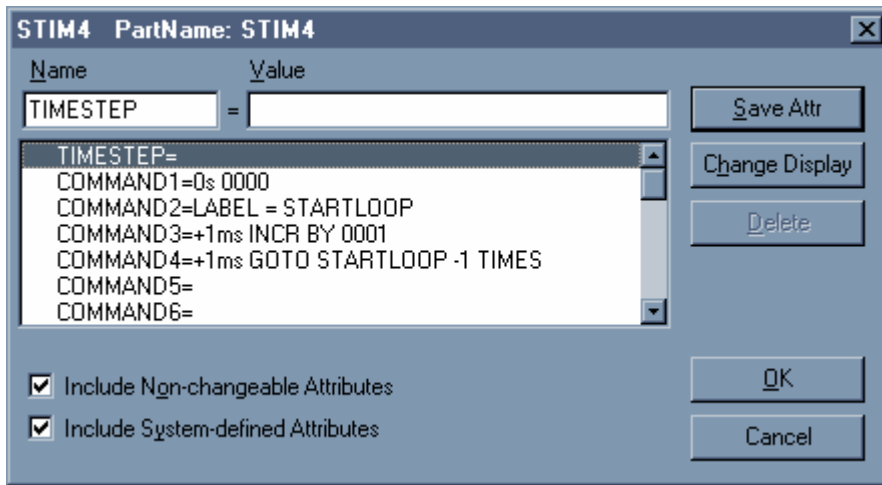 STIM4 PartName: STIM4
Name Value
TIMESTEP =
Save Attr
TIMESTEP=
COMMAND1=0s 0000
COMMAND2=LABEL = STARTLOOP
COMMAND3=+1ms INCR BY 0001
COMMAND4=+1ms GOTO STARTLOOP -1 TIMES
COMMAND5=
COMMAND6=
Change Display
Delete
Include Non-changeable Attributes
Include System-defined Attributes
OK
Cancel